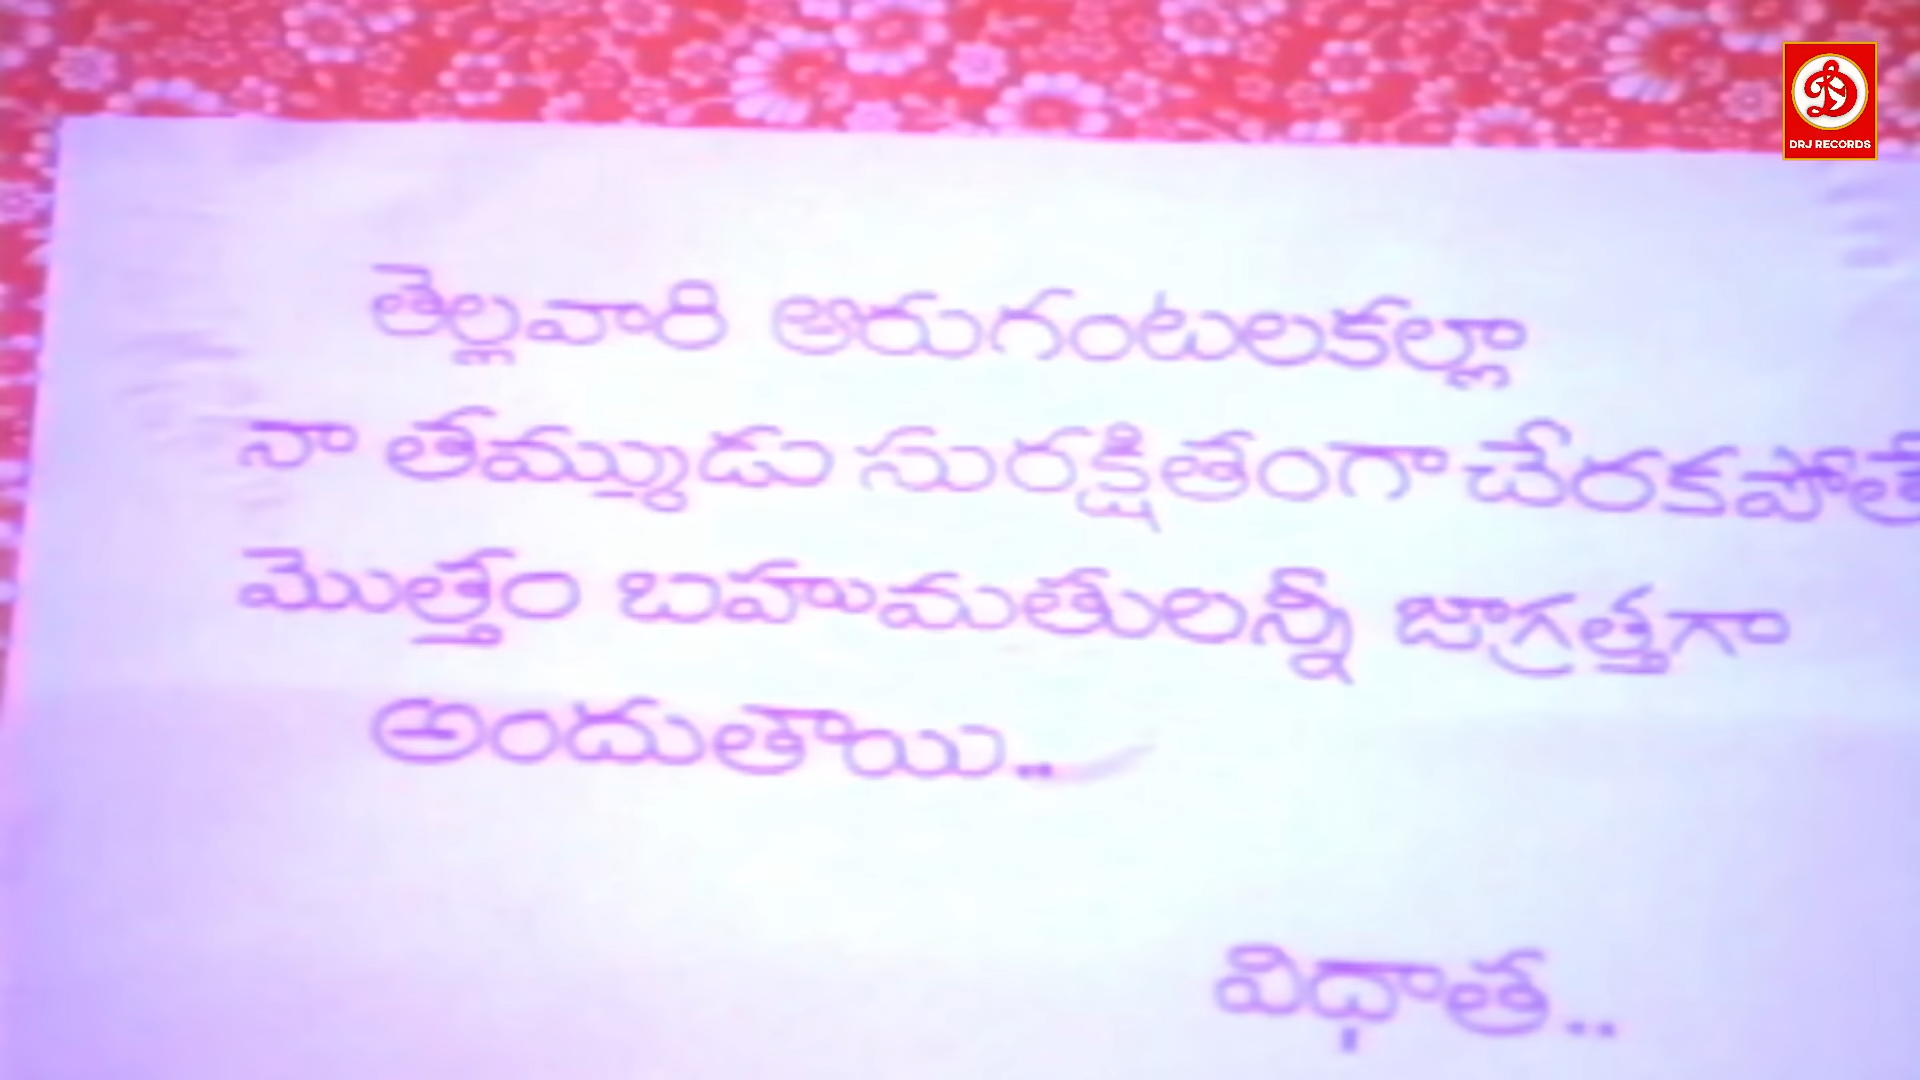 తెల్లవారి ఆరుగంటలకల్లా
నా తమ్ముడు సురక్షితంగా చేరకపోతే
మొత్తం బహుమతులన్నీ జాగ్రత్తగా
అందుతాయి..
విధాత..
DRJ RECORDS